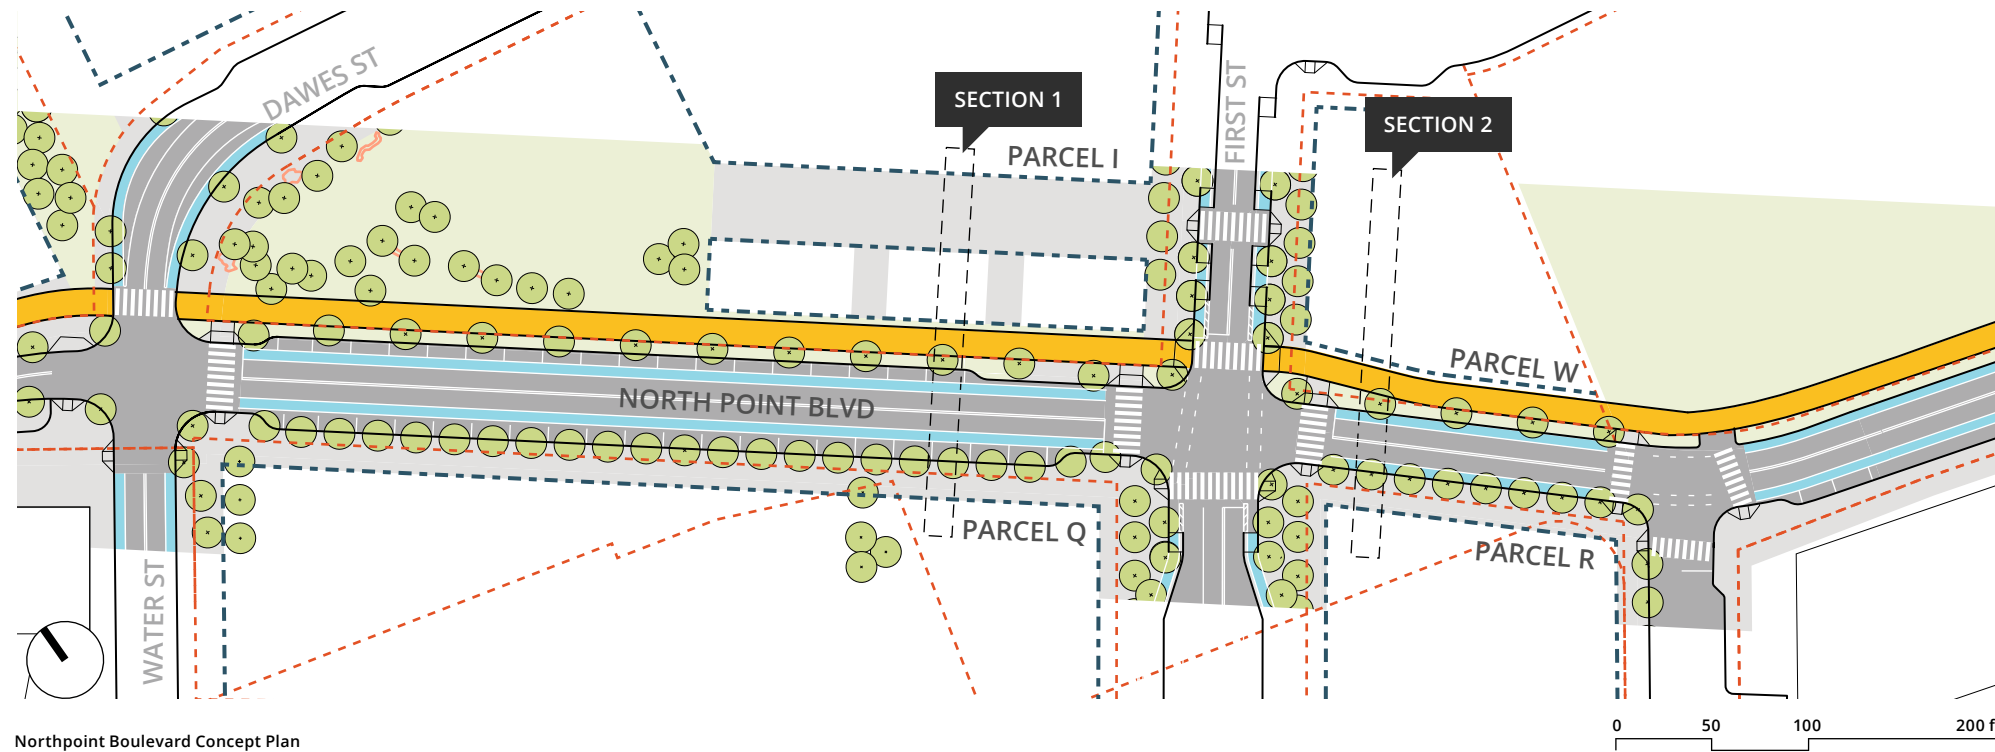 DAWES ST
SECTION 1
FIRST ST
SECTION 2
PARCEL I
PARCEL W
NORTH POINT BLVD
PARCEL Q
PARCEL R
WATER ST
0 50 100 200 f
Northpoint Boulevard Concept Plan